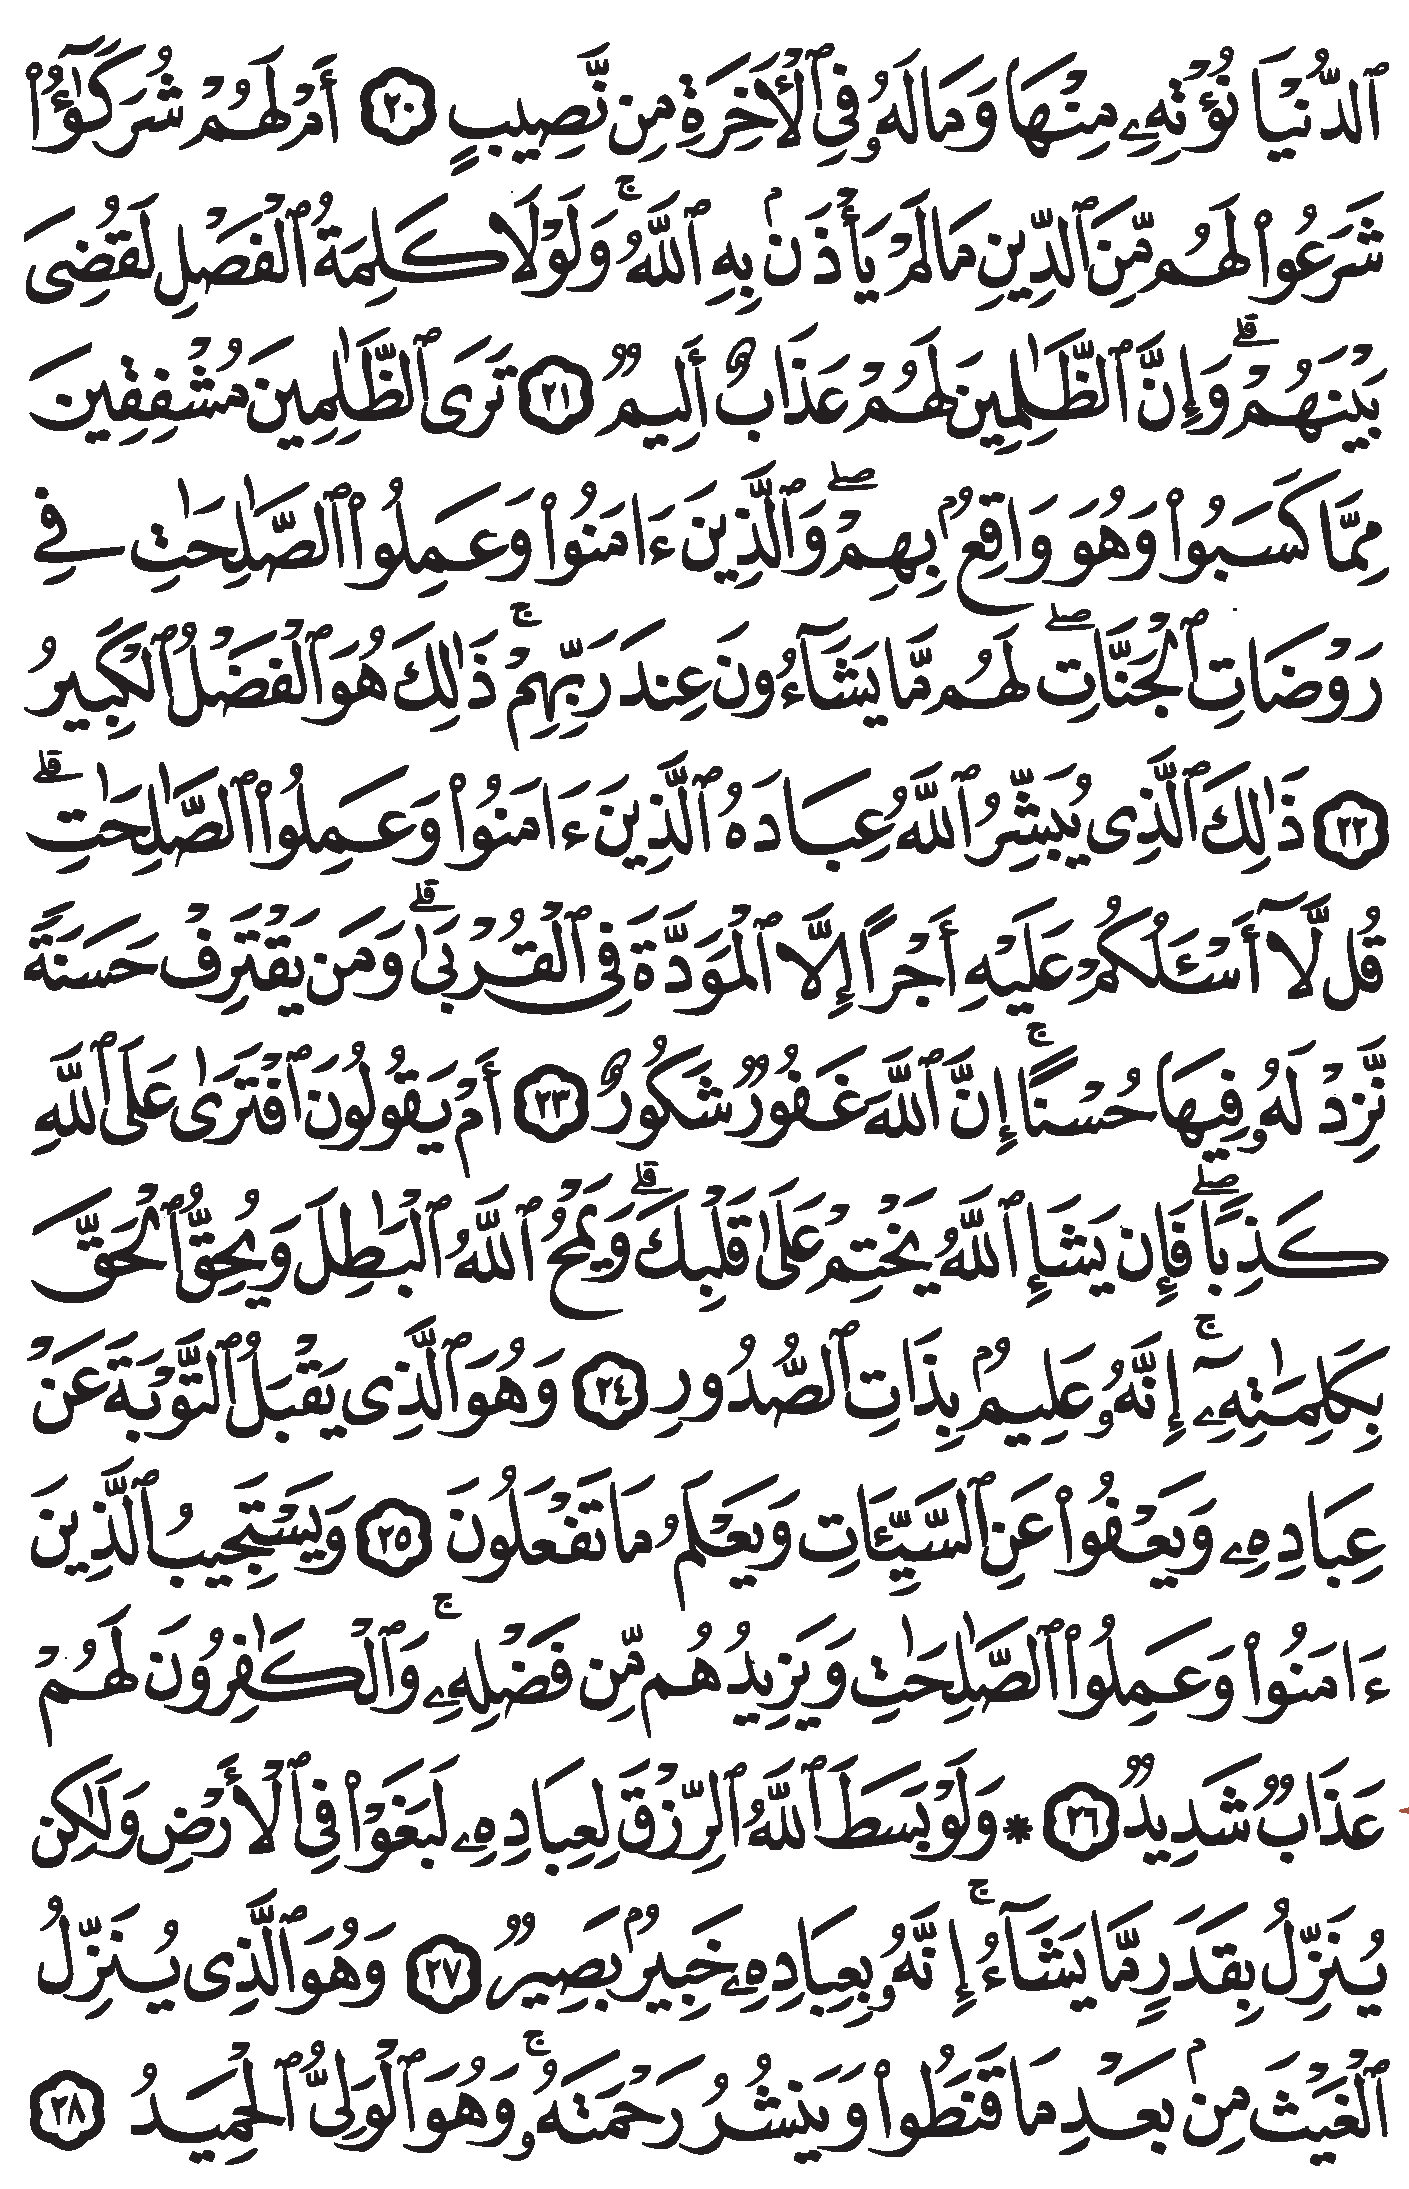 ٱلدُّنْيَا نُؤْتِهِۦ مِنْهَا وَمَا لَهُۥ فِى ٱلْأَخِرَةِ مِن نَّصِيبٍ ٢٠ أَمْ لَهُمْ شُرَكَٰٓؤُا۟
شَرَعُوا۟ لَهُم مِّنَ ٱلدِّينِ مَا لَمْ يَأْذَنۢ بِهِ ٱللَّهُ ۚ وَلَوْلَا كَلِمَةُ ٱلْفَصْلِ لَقُضِىَ
بَيْنَهُمْ ۗ وَإِنَّ ٱلظَّٰلِمِينَ لَهُمْ عَذَابٌ أَلِيمٌ ٢١ تَرَى ٱلظَّٰلِمِينَ مُشْفِقِينَ
مِمَّا كَسَبُوا۟ وَهُوَ وَاقِعٌۢ بِهِمْ ۖ وَٱلَّذِينَ ءَامَنُوا۟ وَعَمِلُوا۟ ٱلصَّٰلِحَٰتِ فِى
رَوْضَاتِ ٱلْجَنَّاتِ ۖ لَهُم مَّا يَشَآءُونَ عِندَ رَبِّهِمْ ۚ ذَٰلِكَ هُوَ ٱلْفَضْلُ ٱلْكَبِيرُ
٢٢ ذَٰلِكَ ٱلَّذِى يُبَشِّرُ ٱللَّهُ عِبَادَهُ ٱلَّذِينَ ءَامَنُوا۟ وَعَمِلُوا۟ ٱلصَّٰلِحَٰتِ ۗ
قُل لَّآ أَسْـَٔلُكُمْ عَلَيْهِ أَجْرًا إِلَّا ٱلْمَوَدَّةَ فِى ٱلْقُرْبَىٰ ۗ وَمَن يَقْتَرِفْ حَسَنَةً
نَّزِدْ لَهُۥ فِيهَا حُسْنًا ۚ إِنَّ ٱللَّهَ غَفُورٌ شَكُورٌ ٢٣ أَمْ يَقُولُونَ ٱفْتَرَىٰ عَلَى ٱللَّهِ
كَذِبًا ۖ فَإِن يَشَإِ ٱللَّهُ يَخْتِمْ عَلَىٰ قَلْبِكَ ۗ وَيَمْحُ ٱللَّهُ ٱلْبَٰطِلَ وَيُحِقُّ ٱلْحَقَّ
بِكَلِمَٰتِهِۦٓ ۚ إِنَّهُۥ عَلِيمٌۢ بِذَاتِ ٱلصُّدُورِ ٢٤ وَهُوَ ٱلَّذِى يَقْبَلُ ٱلتَّوْبَةَ عَنْ
عِبَادِهِۦ وَيَعْفُوا۟ عَنِ ٱلسَّيِّـَٔاتِ وَيَعْلَمُ مَا تَفْعَلُونَ ٢٥ وَيَسْتَجِيبُ ٱلَّذِينَ
ءَامَنُوا۟ وَعَمِلُوا۟ ٱلصَّٰلِحَٰتِ وَيَزِيدُهُم مِّن فَضْلِهِۦ ۚ وَٱلْكَٰفِرُونَ لَهُمْ
عَذَابٌ شَدِيدٌ ٢٦ * وَلَوْ بَسَطَ ٱللَّهُ ٱلرِّزْقَ لِعِبَادِهِۦ لَبَغَوْا۟ فِى ٱلْأَرْضِ وَلَٰكِن
يُنَزِّلُ بِقَدَرٍ مَّا يَشَآءُ ۚ إِنَّهُۥ بِعِبَادِهِۦ خَبِيرٌۢ بَصِيرٌ ٢٧ وَهُوَ ٱلَّذِى يُنَزِّلُ
ٱلْغَيْثَ مِنۢ بَعْدِ مَا قَنَطُوا۟ وَيَنشُرُ رَحْمَتَهُۥ ۚ وَهُوَ ٱلْوَلِىُّ ٱلْحَمِيدُ ٢٨